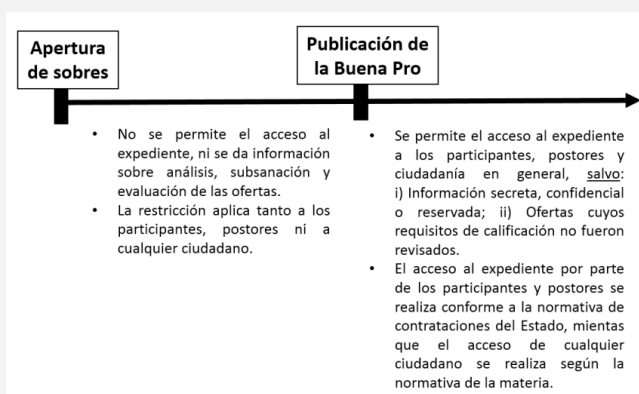 Apertura
de sobres
Publicación de
la Buena Pro
• No se permite el acceso al
expediente, ni se da información
sobre análisis, subsanación y
evaluación de las ofertas.
• La restricción aplica tanto a los
participantes, postores ni a
cualquier ciudadano.
• Se permite el acceso al expediente
a los participantes, postores y
ciudadanía en general, salvo:
i) Información secreta, confidencial
o reservada; ii) Ofertas cuyos
requisitos de calificación no fueron
revisados.
• El acceso al expediente por parte
de los participantes y postores se
realiza conforme a la normativa de
contrataciones del Estado, mientas
que el acceso de cualquier
ciudadano se realiza según la
normativa de la materia.